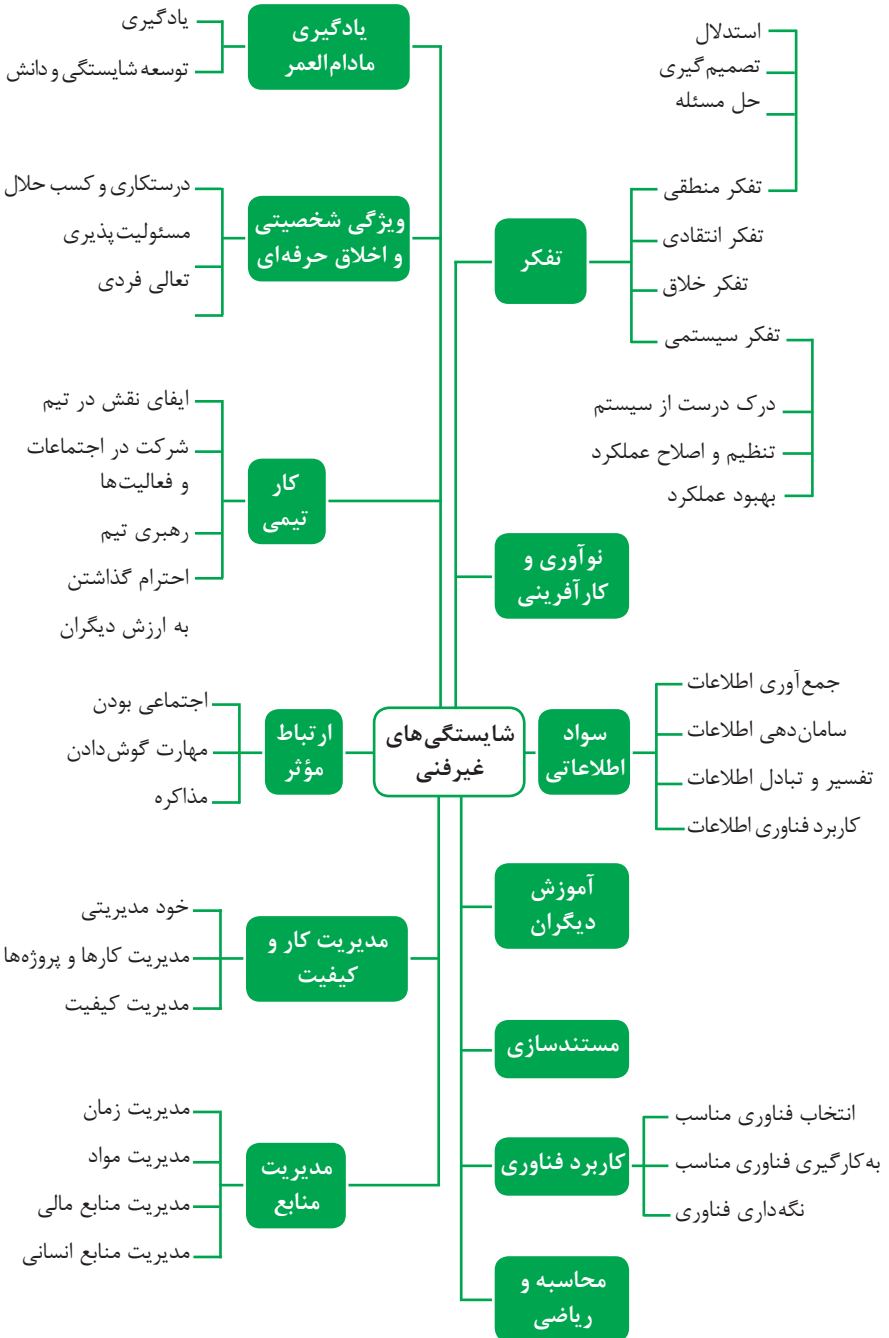 شایستگی‌های
غیرفنی
تفکر
استدلال
تصمیم‌گیری
حل مسئله
تفکر منطقی
تفکر انتقادی
تفکر خلاق
تفکر سیستمی
درک درست از سیستم
تنظیم و اصلاح عملکرد
بهبود عملکرد
نوآوری و
کارآفرینی
سواد
اطلاعاتی
جمع‌آوری اطلاعات
سامان‌دهی اطلاعات
تفسیر و تبادل اطلاعات
کاربرد فناوری اطلاعات
آموزش
دیگران
مستندسازی
کاربرد فناوری
انتخاب فناوری مناسب
به‌کارگیری فناوری مناسب
نگه‌داری فناوری
محاسبه و
ریاضی
یادگیری
مادام‌العمر
یادگیری
توسعه شایستگی و دانش
ویژگی شخصیتی
و اخلاق حرفه‌ای
درستکاری و کسب حلال
مسئولیت‌پذیری
تعالی فردی
کار
تیمی
ایفای نقش در تیم
شرکت در اجتماعات
و فعالیت‌ها
رهبری تیم
احترام گذاشتن
به ارزش دیگران
ارتباط
مؤثر
اجتماعی بودن
مهارت گوش‌دادن
مذاکره
مدیریت کار و
کیفیت
خود مدیریتی
مدیریت کارها و پروژه‌ها
مدیریت کیفیت
مدیریت
منابع
مدیریت زمان
مدیریت مواد
مدیریت منابع مالی
مدیریت منابع انسانی